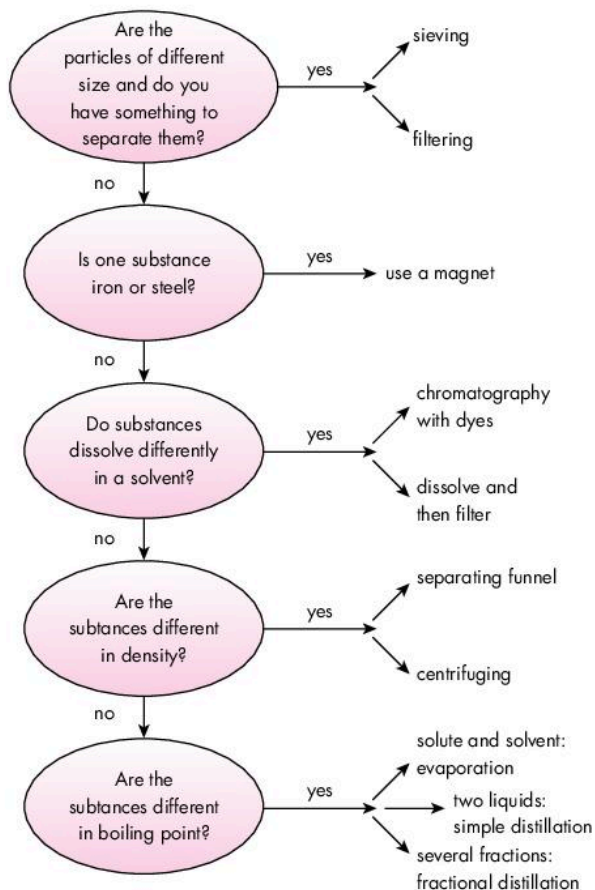 Are the
particles of different
size and do you
have something to
separate them?
yes
sieving
filtering
no
Is one substance
iron or steel?
yes
use a magnet
no
Do substances
dissolve differently
in a solvent?
yes
chromatography
with dyes
dissolve and
then filter
no
Are the
subtances different
in density?
yes
separating funnel
centrifuging
no
Are the
subtances different
in boiling point?
yes
solute and solvent:
evaporation
two liquids:
simple distillation
several fractions:
fractional distillation